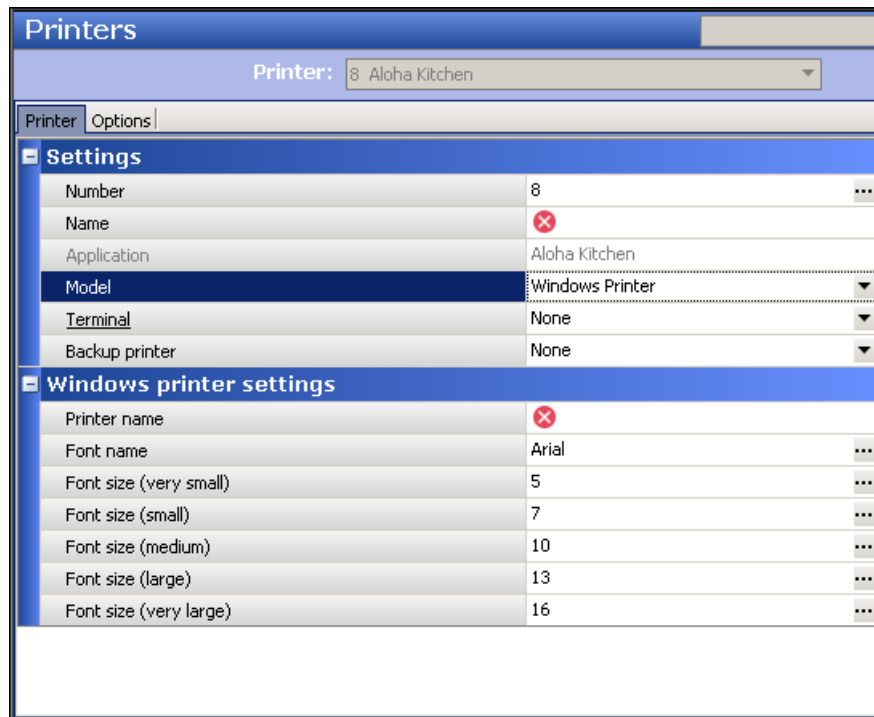 Printers
Printer: 8 Aloha Kitchen
Printer Options
Settings
Number 8 ...
Name
Application Aloha Kitchen
Model Windows Printer
Terminal None
Backup printer None
Windows printer settings
Printer name
Font name Arial ...
Font size (very small) 5 ...
Font size (small) 7 ...
Font size (medium) 10 ...
Font size (large) 13 ...
Font size (very large) 16 ...